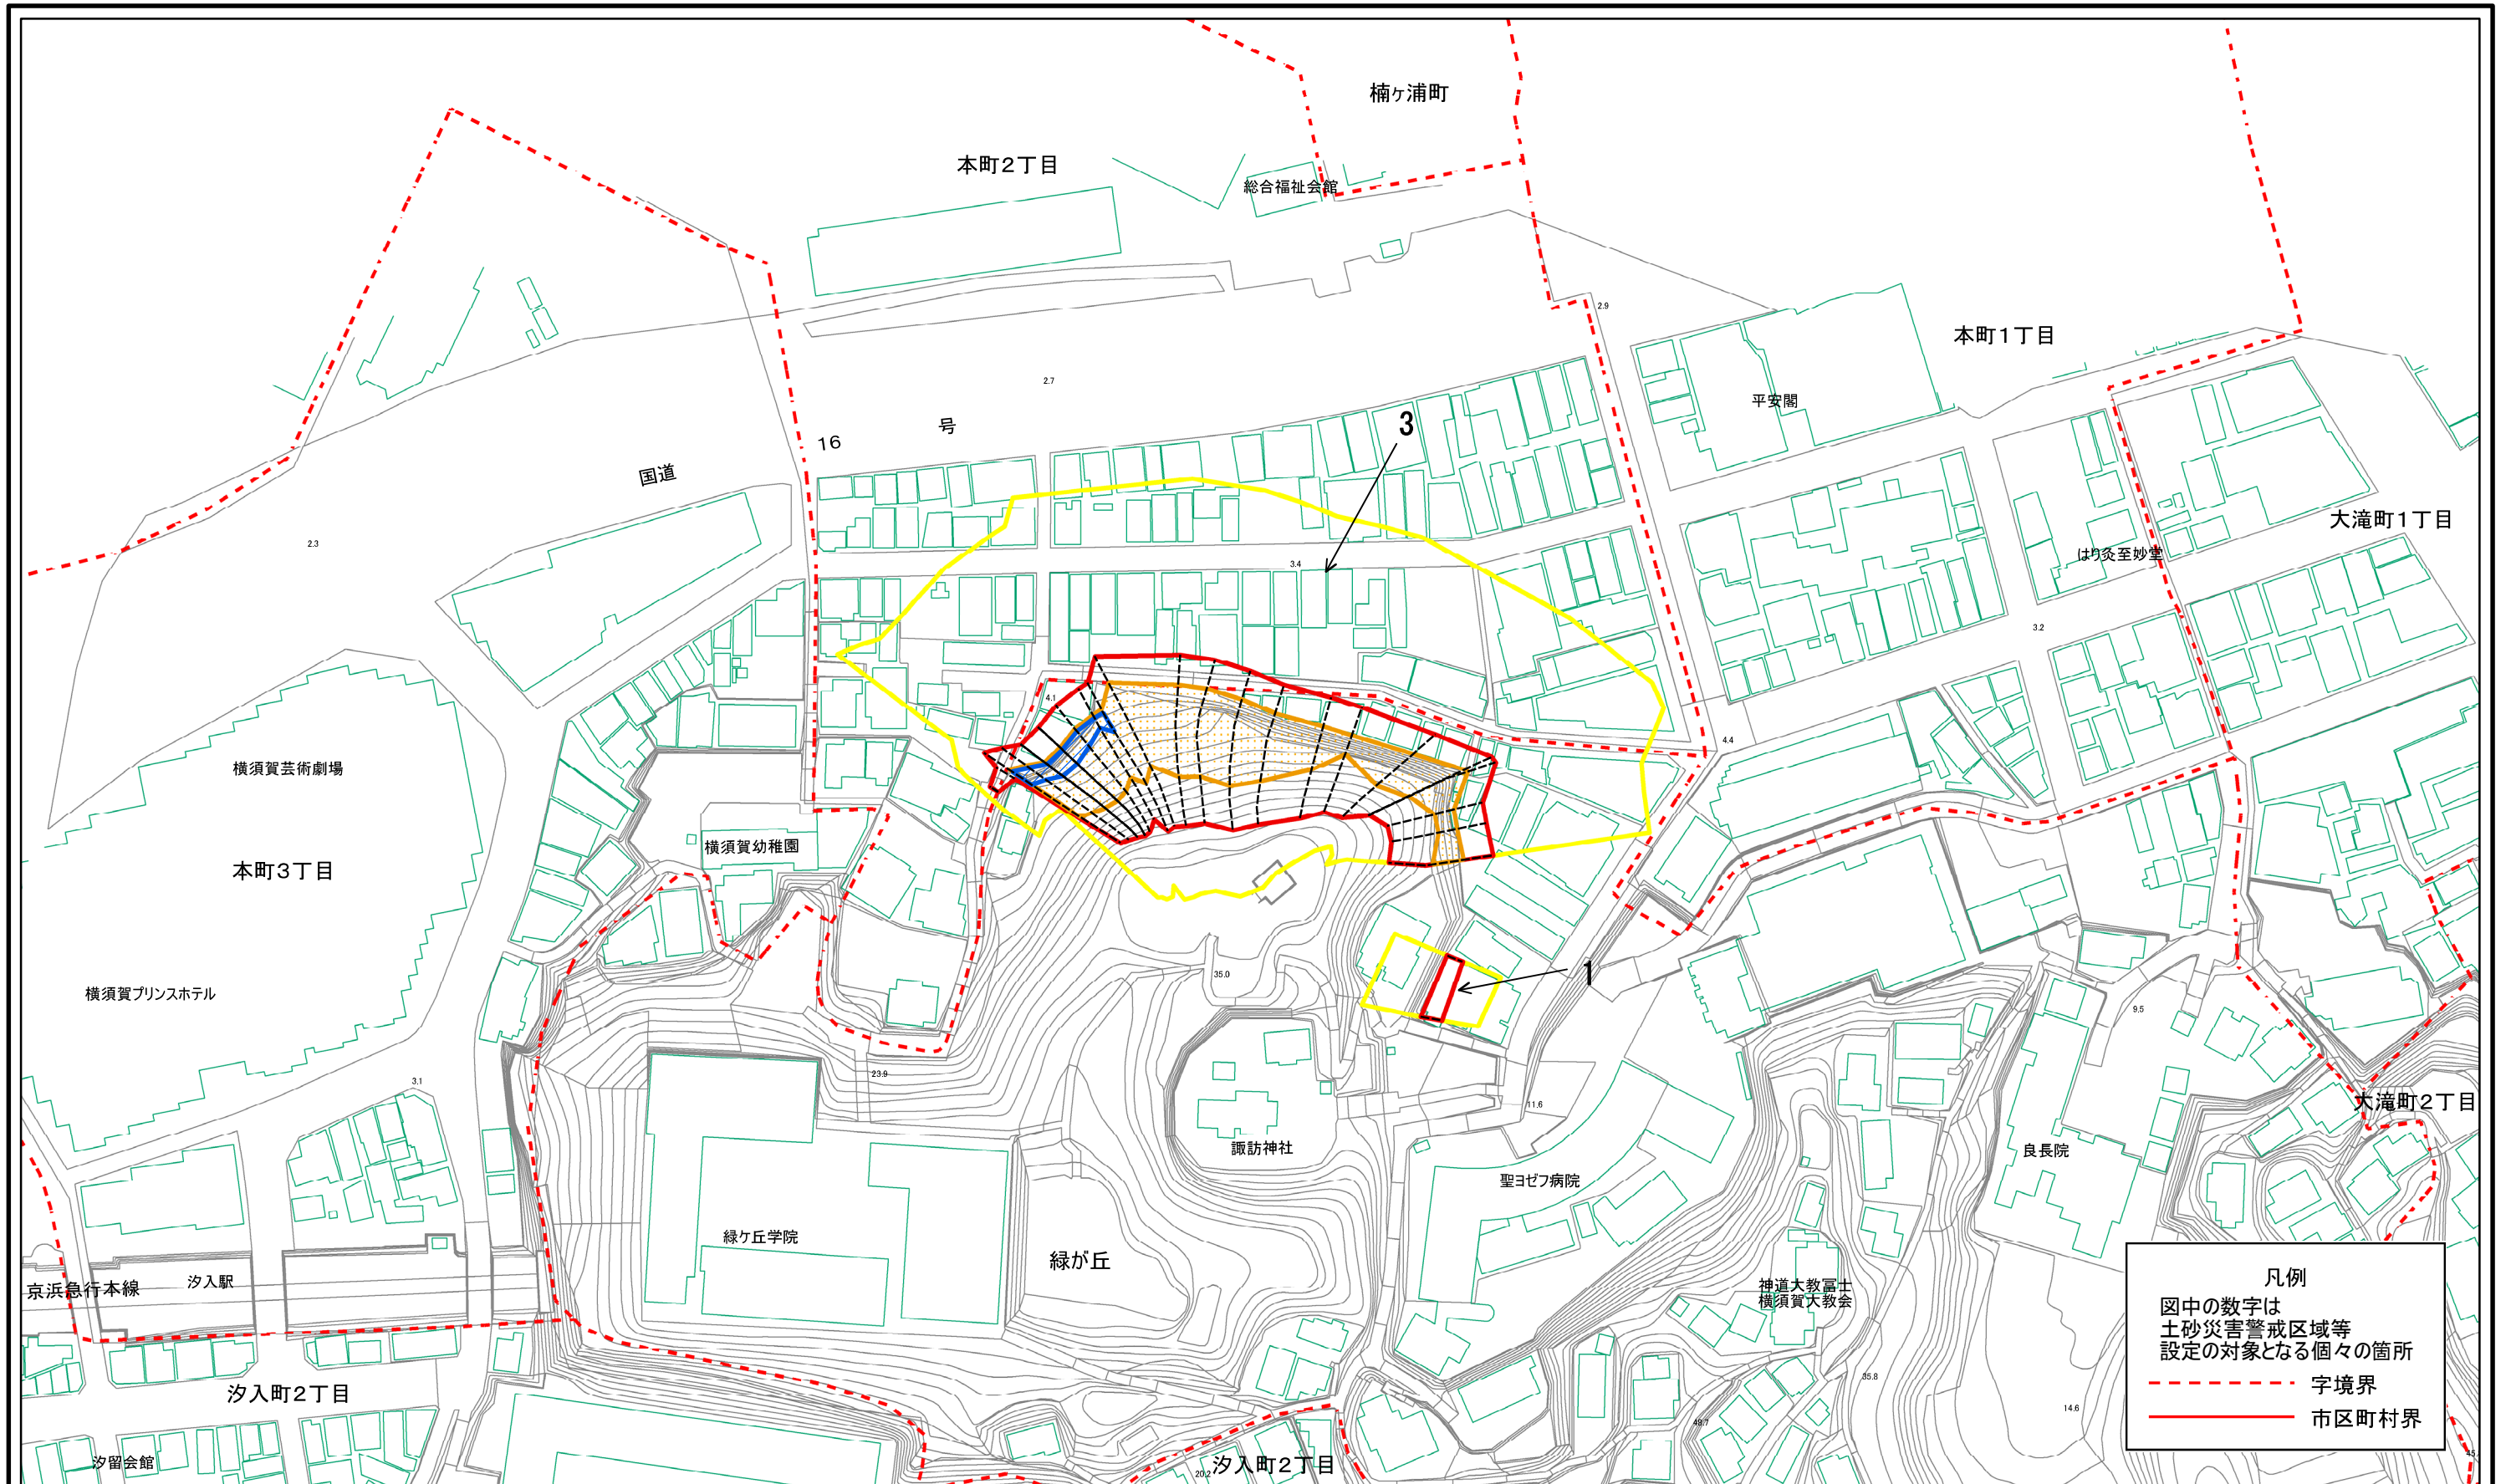 楠ヶ浦町
本町2丁目
総合福祉会館
2.9
本町1丁目
2.7
平安閣
3
号
16
国道
大滝町1丁目
2.3
はり灸至妙堂
3.4
3.2
4.1
4.4
横須賀芸術劇場
横須賀幼稚園
本町3丁目
35.0
1
横須賀プリンスホテル
9.5
23.9
3.1
11.6
大滝町2丁目
諏訪神社
良長院
聖ヨゼフ病院
緑ケ丘学院
緑が丘
京浜急行本線
汐入駅
神道大教冨士
横須賀大教会
凡例
図中の数字は
土砂災害警戒区域等
設定の対象となる個々の箇所
字境界
市区町村界
35.8
汐入町2丁目
14.6
48.7
汐留会館
20.2
汐入町2丁目